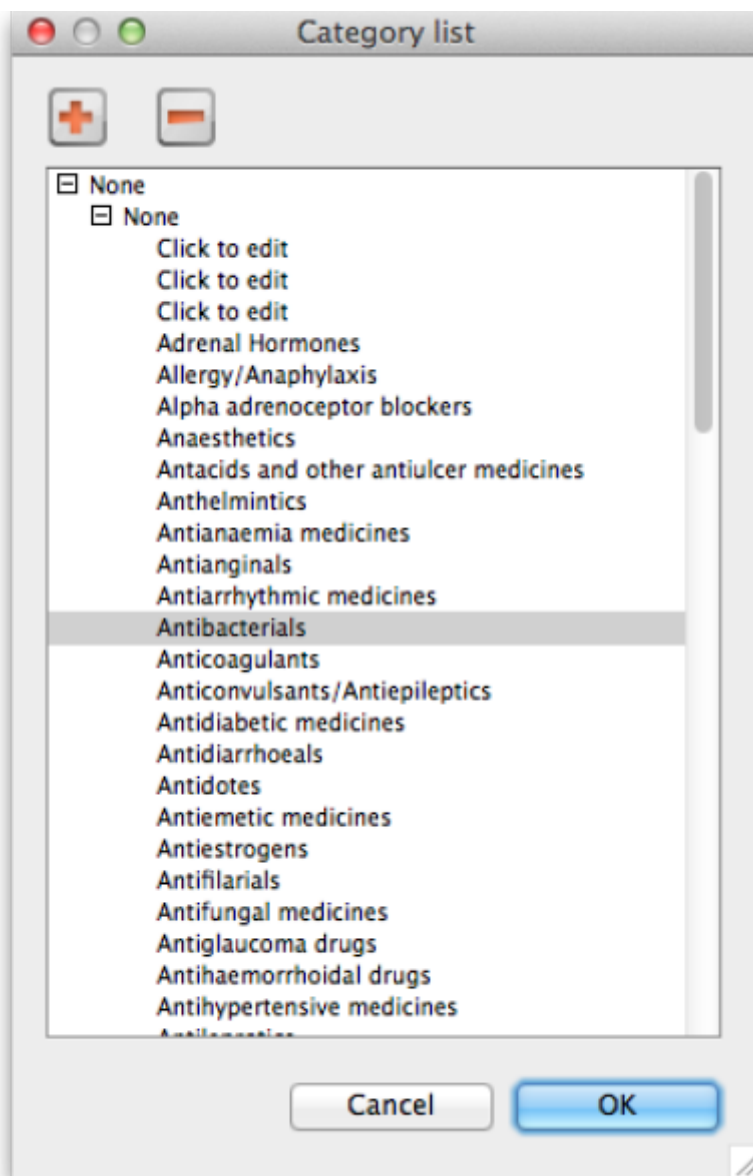 Category list
None
None
Click to edit
Click to edit
Click to edit
Adrenal Hormones
Allergy/Anaphylaxis
Alpha adrenoceptor blockers
Anaesthetics
Antacids and other antiulcer medicines
Anthelmintics
Antianaemia medicines
Antianginals
Antiarrhythmic medicines
Antibacterials
Anticoagulants
Anticonvulsants/Antiepileptics
Antidiabetic medicines
Antidiarrhoeals
Antidotes
Antiemetic medicines
Antiestrogens
Antifilarials
Antifungal medicines
Antiglaucoma drugs
Antihaemorrhoidal drugs
Antihypertensive medicines
Cancel OK